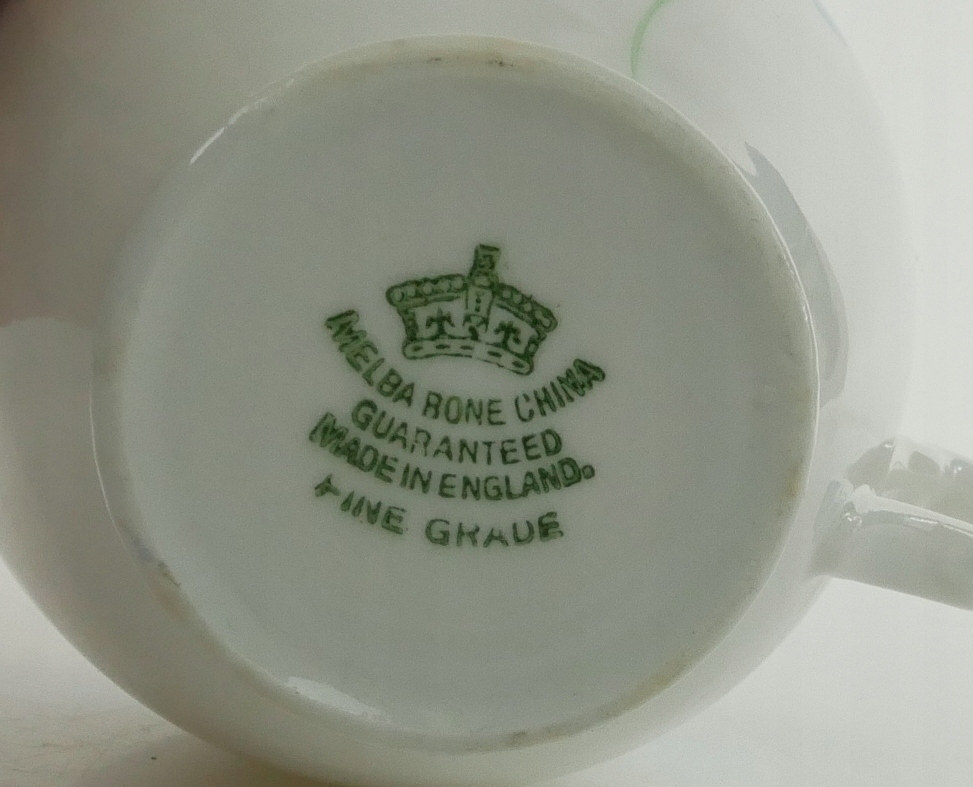 MELBA BONE CHINA
GUARANTEED
MADE IN ENGLAND.
FINE GRADE